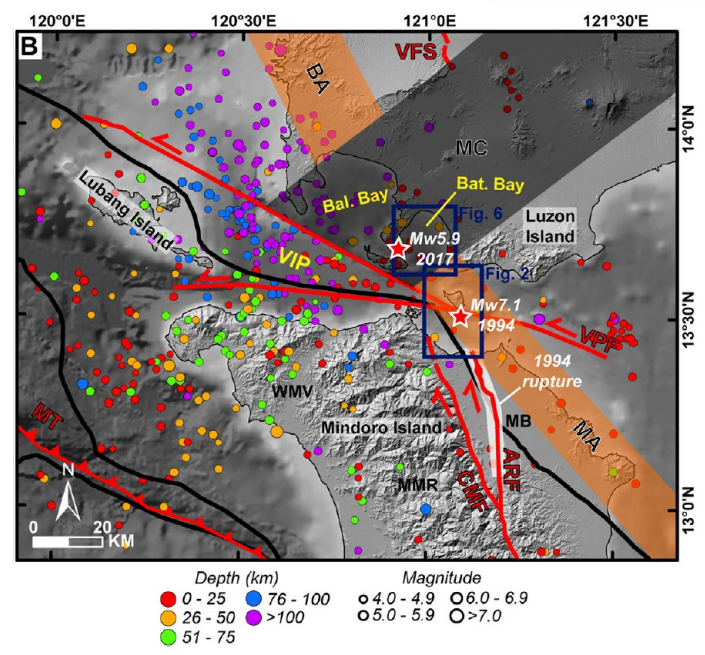 120°0'E 120°30'E 121°0'E 121°30'E
B
VFS
BA
MC
14°0'N
Lubang Island
Bal. Bay
Bat. Bay
Fig. 6
Luzon
Island
Mw5.9
2017
VIP
Fig. 2
Mw7.1
1994
13°30'N
VPF
1994
rupture
WMV
MT
Mindoro Island
MB
MA
ARF
CMF
MMR
N
13°0'N
0 20
KM
Depth (km) Magnitude
0 - 25 76 - 100 4.0 - 4.9 6.0 - 6.9
26 - 50 >100 5.0 - 5.9 >7.0
51 - 75